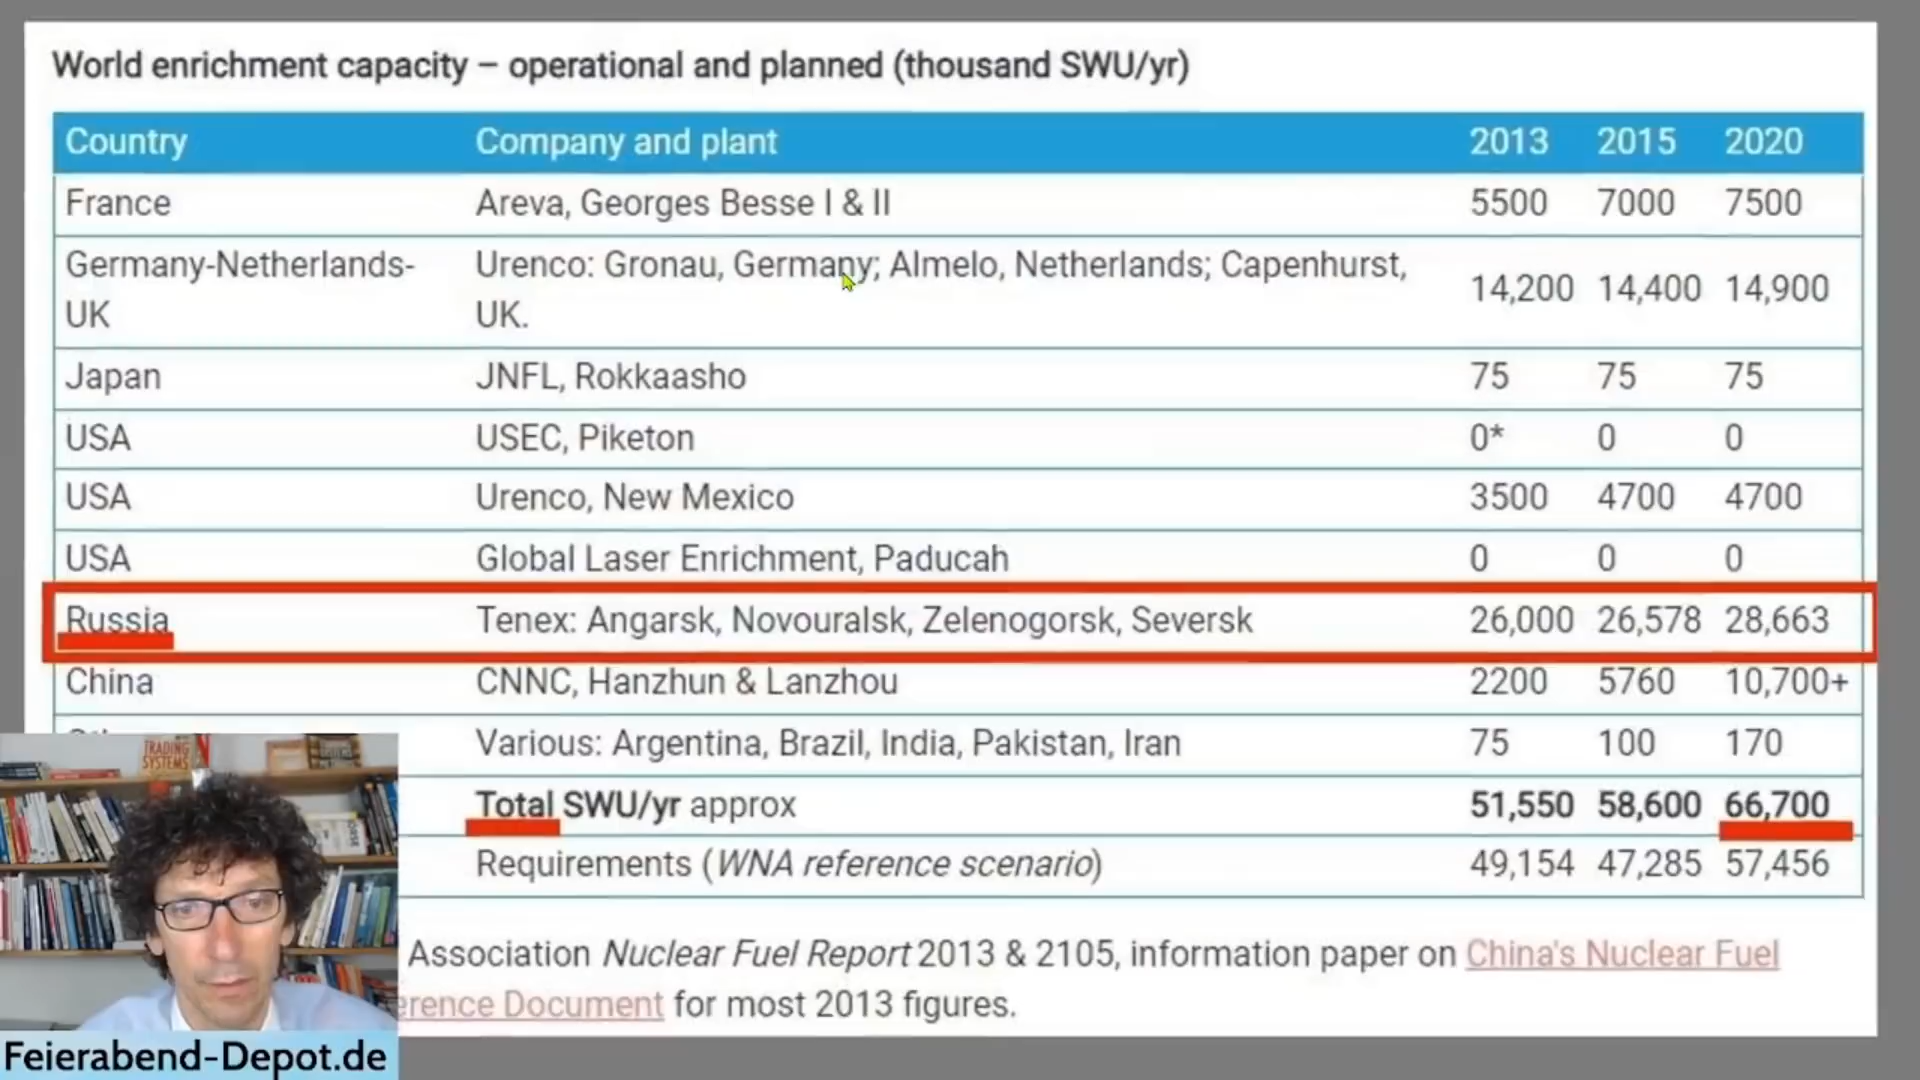 World enrichment capacity – operational and planned (thousand SWU/yr)
Country Company and plant 2013 2015 2020
France Areva, Georges Besse I & II 5500 7000 7500
Germany-Netherlands- Urenco: Gronau, Germany; Almelo, Netherlands; Capenhurst,
UK UK. 14,200 14,400 14,900
Japan JNFL, Rokkaasho 75 75 75
USA USEC, Piketon 0* 0 0
USA Urenco, New Mexico 3500 4700 4700
USA Global Laser Enrichment, Paducah 0 0 0
Russia Tenex: Angarsk, Novouralsk, Zelenogorsk, Seversk 26,000 26,578 28,663
China CNNC, Hanzhun & Lanzhou 2200 5760 10,700+
Various: Argentina, Brazil, India, Pakistan, Iran 75 100 170
Total SWU/yr approx 51,550 58,600 66,700
Requirements (WNA reference scenario) 49,154 47,285 57,456
Association Nuclear Fuel Report 2013 & 2105, information paper on China's Nuclear Fuel
erence Document for most 2013 figures.
TRADING
SYSTEMS
Feierabend-Depot.de